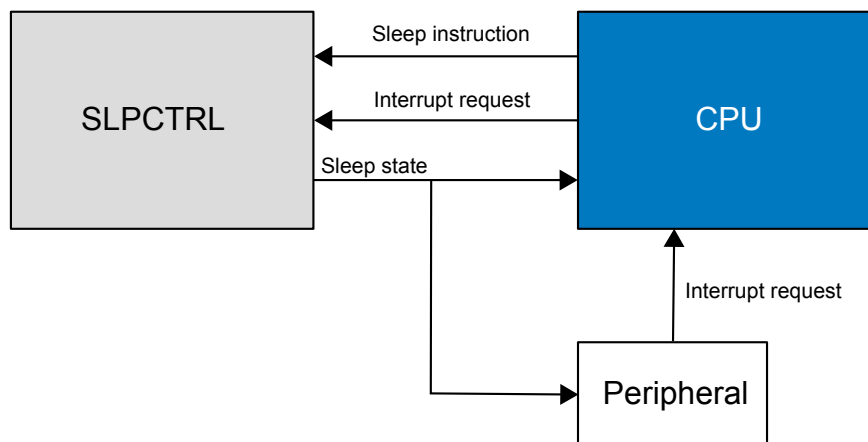 Sleep instruction
SLPCTRL
Interrupt request
CPU
Sleep state
Interrupt request
Peripheral